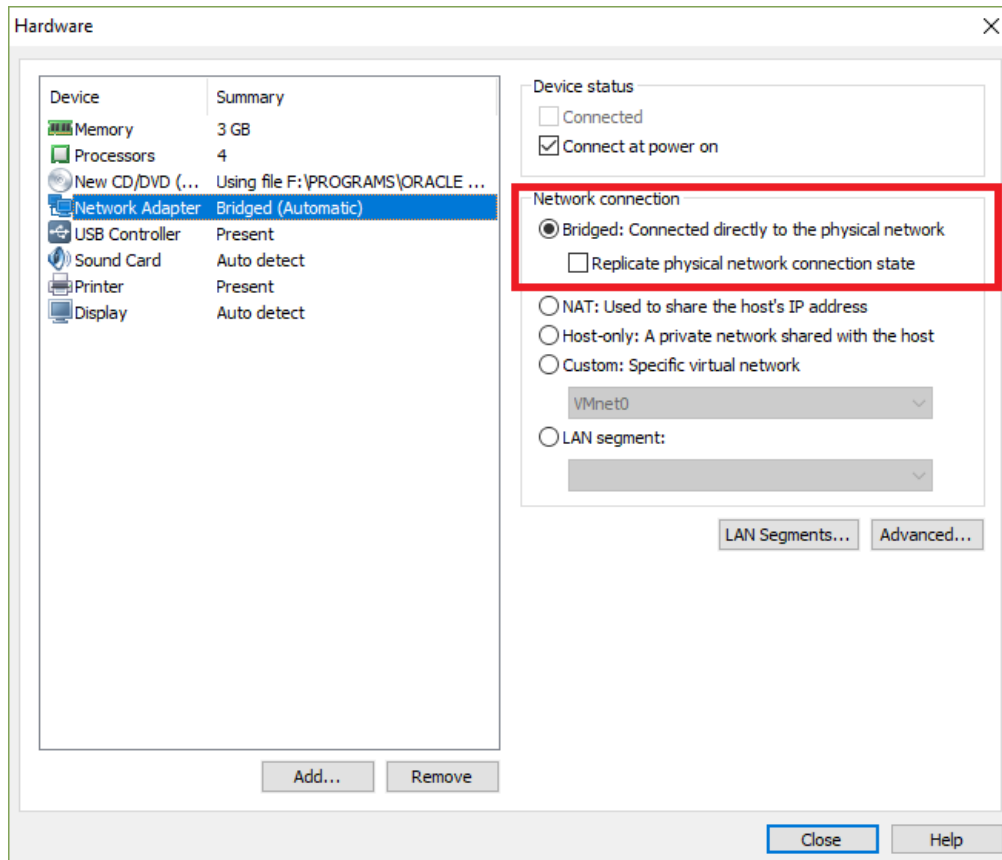 Hardware
Device Summary
Memory 3 GB
Processors 4
New CD/DVD (... Using file F:\PROGRAMS\ORACLE ...
Network Adapter Bridged (Automatic)
USB Controller Present
Sound Card Auto detect
Printer Present
Display Auto detect
Add... Remove
Device status
Connected
Connect at power on
Network connection
Bridged: Connected directly to the physical network
Replicate physical network connection state
NAT: Used to share the host's IP address
Host-only: A private network shared with the host
Custom: Specific virtual network
VMnet0
LAN segment:
LAN Segments... Advanced...
Close Help